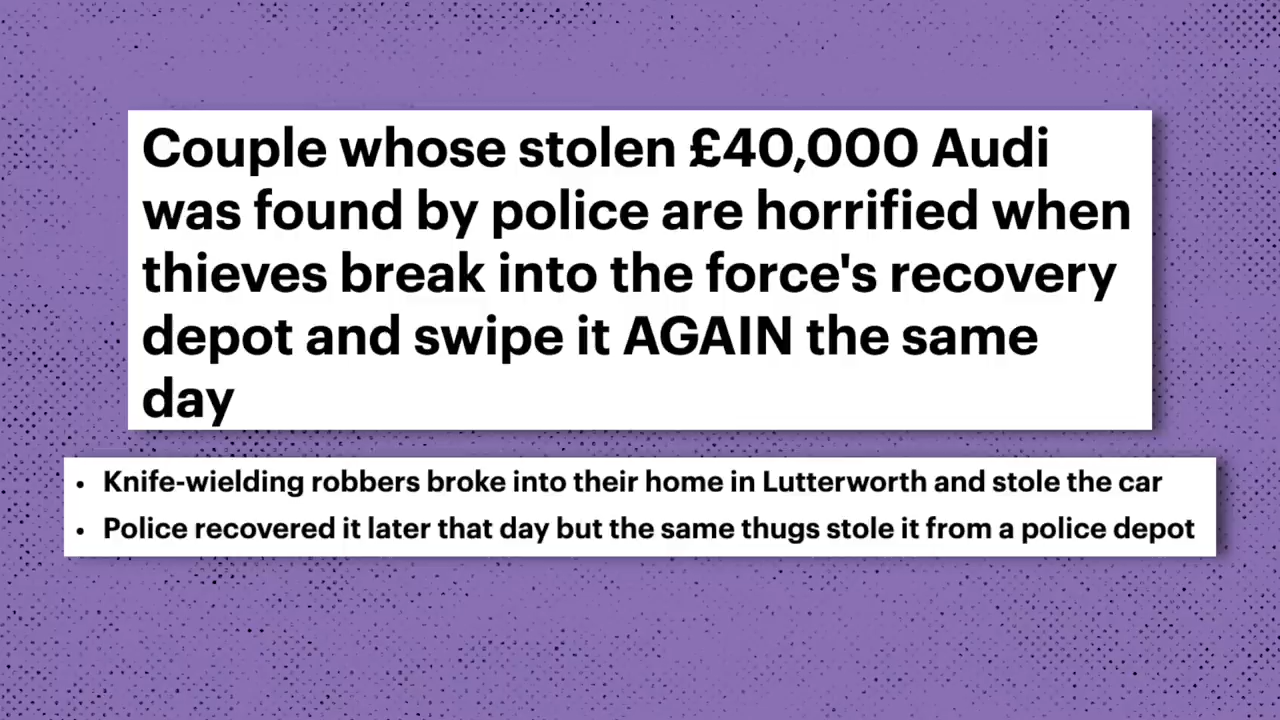 Couple whose stolen £40,000 Audi
was found by police are horrified when
thieves break into the force's recovery
depot and swipe it AGAIN the same
day
• Knife-wielding robbers broke into their home in Lutterworth and stole the car
• Police recovered it later that day but the same thugs stole it from a police depot